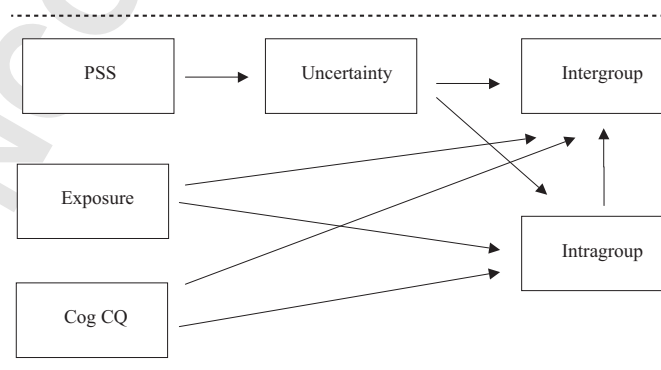 PSS
Uncertainty
Intergroup
Exposure
Intragroup
Cog CQ